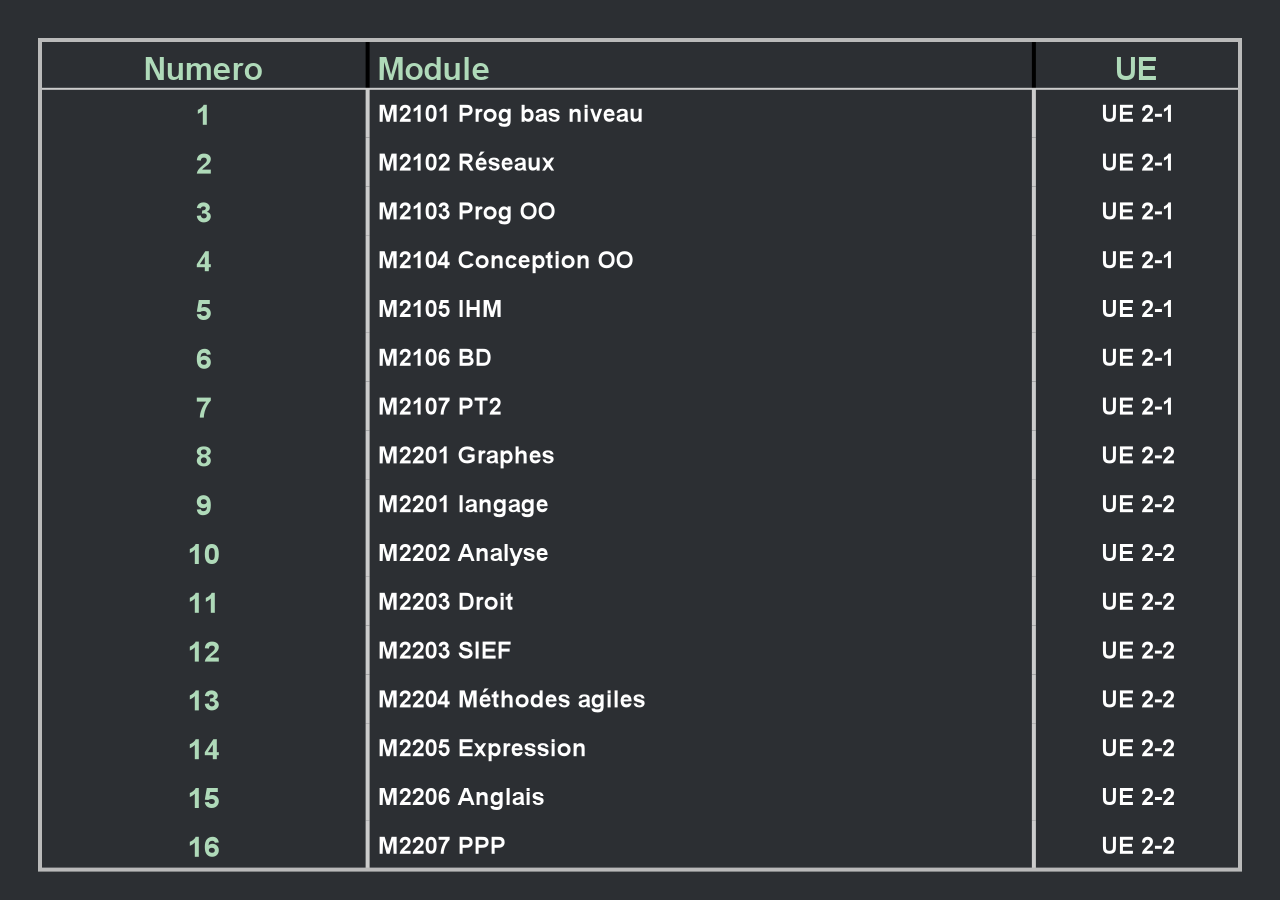 Numero Module UE
1 M2101 Prog bas niveau UE 2-1
2 M2102 Réseaux UE 2-1
3 M2103 Prog OO UE 2-1
4 M2104 Conception OO UE 2-1
5 M2105 IHM UE 2-1
6 M2106 BD UE 2-1
7 M2107 PT2 UE 2-1
8 M2201 Graphes UE 2-2
9 M2201 langage UE 2-2
10 M2202 Analyse UE 2-2
11 M2203 Droit UE 2-2
12 M2203 SIEF UE 2-2
13 M2204 Méthodes agiles UE 2-2
14 M2205 Expression UE 2-2
15 M2206 Anglais UE 2-2
16 M2207 PPP UE 2-2